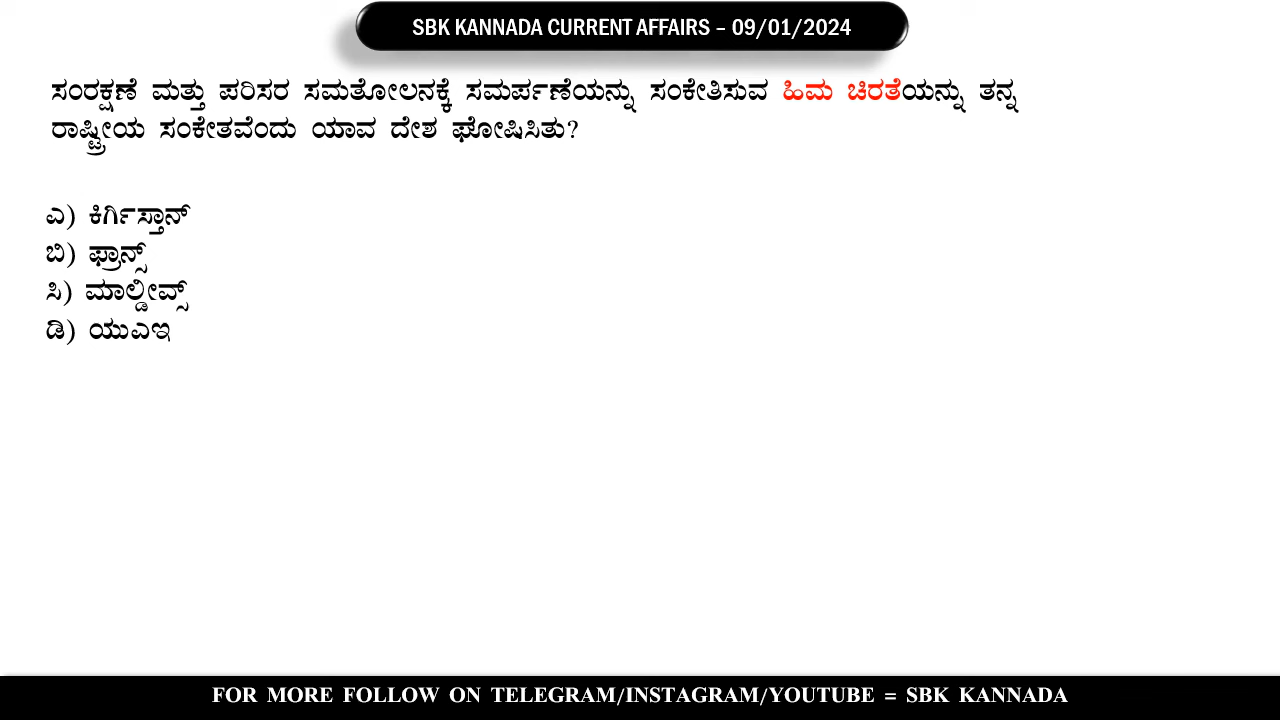 SBK KANNADA CURRENT AFFAIRS – 09/01/2024
ಸಂರಕ್ಷಣೆ ಮತ್ತು ಪರಿಸರ ಸಮತೋಲನಕ್ಕೆ ಸಮರ್ಪಣೆಯನ್ನು ಸಂಕೇತಿಸುವ ಹಿಮ ಚಿರತೆಯನ್ನು ತನ್ನ
ರಾಷ್ಟ್ರೀಯ ಸಂಕೇತವೆಂದು ಯಾವ ದೇಶ ಘೋಷಿಸಿತು?
ಎ) ಕಿರ್ಗಿಸ್ತಾನ್
ಬಿ) ಫ್ರಾನ್ಸ್
ಸಿ) ಮಾಲ್ಡೀವ್ಸ್
ಡಿ) ಯುಎಇ
FOR MORE FOLLOW ON TELEGRAM/INSTAGRAM/YOUTUBE = SBK KANNADA